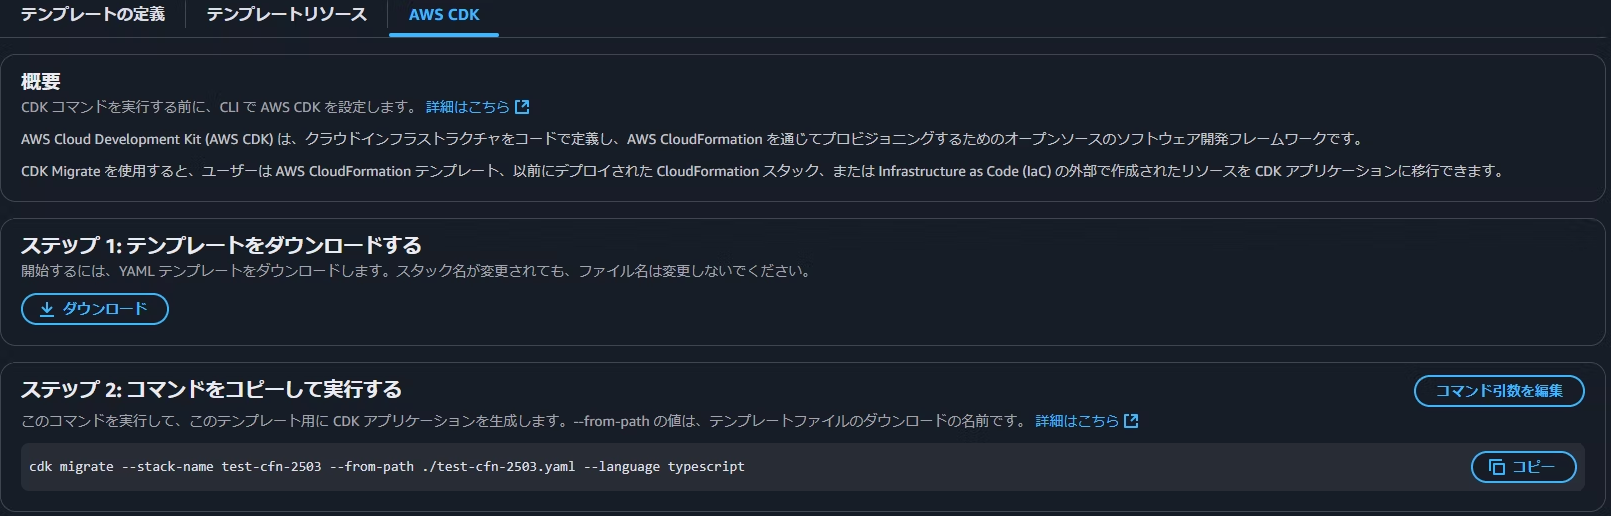 テンプレートの定義
テンプレートリソース
AWS CDK
概要
CDK コマンドを実行する前に、CLI で AWS CDK を設定します。 詳細はこちら
AWS Cloud Development Kit (AWS CDK) は、クラウドインフラストラクチャをコードで定義し、AWS CloudFormation を通じてプロビジョニングするためのオープンソースのソフトウェア開発フレームワークです。
CDK Migrate を使用すると、ユーザーは AWS CloudFormation テンプレート、以前にデプロイされた CloudFormation スタック、または Infrastructure as Code (IaC) の外部で作成されたリソースを CDK アプリケーションに移行できます。
ステップ 1: テンプレートをダウンロードする
開始するには、YAML テンプレートをダウンロードします。スタック名が変更されても、ファイル名は変更しないでください。
ダウンロード
ステップ 2: コマンドをコピーして実行する
コマンド引数を編集
このコマンドを実行して、このテンプレート用に CDK アプリケーションを生成します。--from-path の値は、テンプレートファイルのダウンロードの名前です。 詳細はこちら
cdk migrate --stack-name test-cfn-2503 --from-path ./test-cfn-2503.yaml --language typescript
コピー